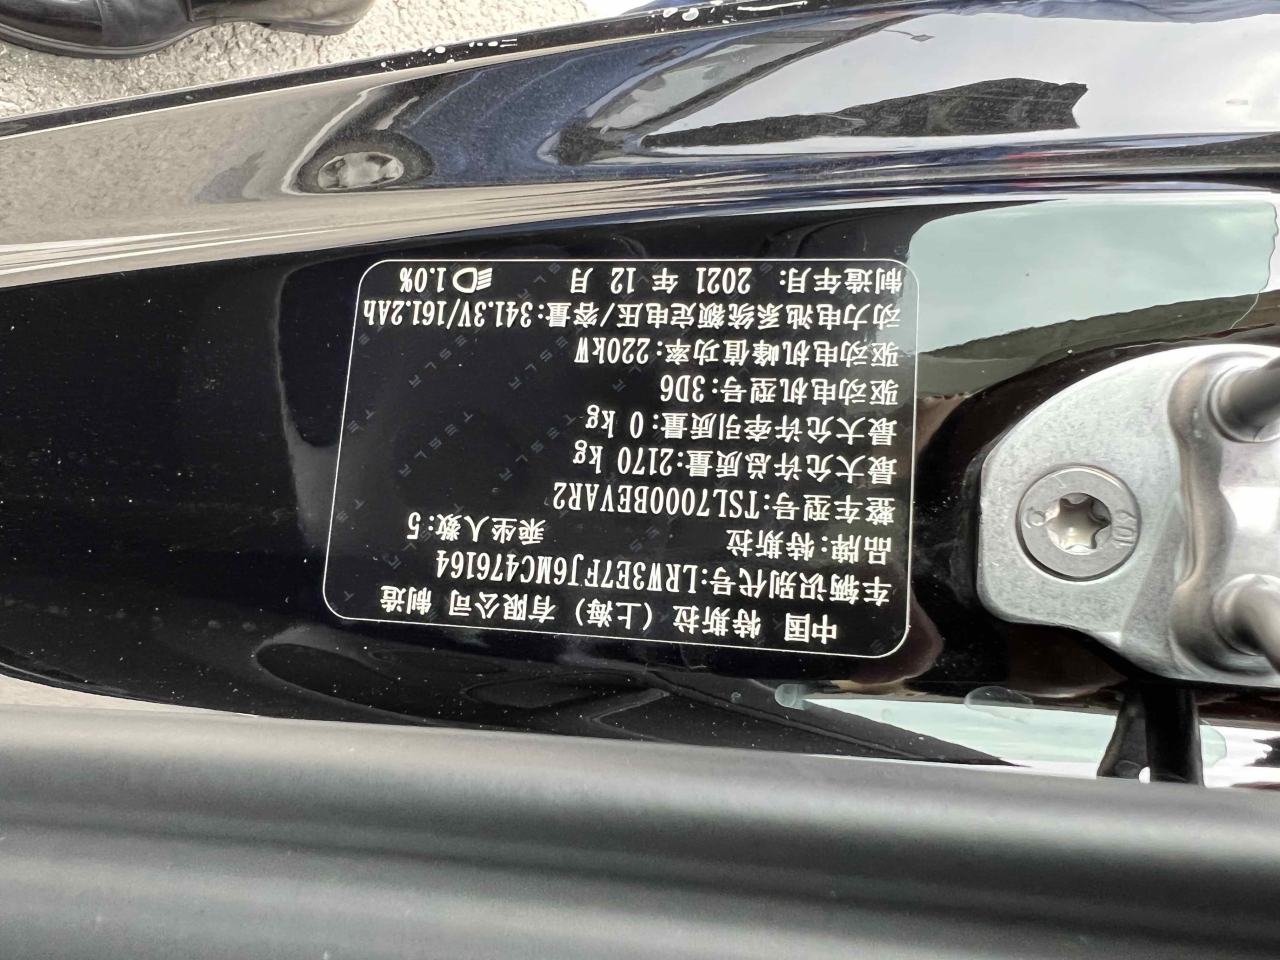 中国 特斯拉（上海）有限公司 制造
车辆识别代号:LRW3E7FJ6MC476164
品牌:特斯拉 乘坐人数:5
整车型号:TSL7000BEVAR2
最大允许总质量:2170 kg
最大允许牵引质量:0 kg
驱动电机型号:3D6
驱动电机峰值功率:220kW
动力电池系统额定电压/容量:341.3V/161.2Ah
制造年月: 2021 年 12 月 1.0%